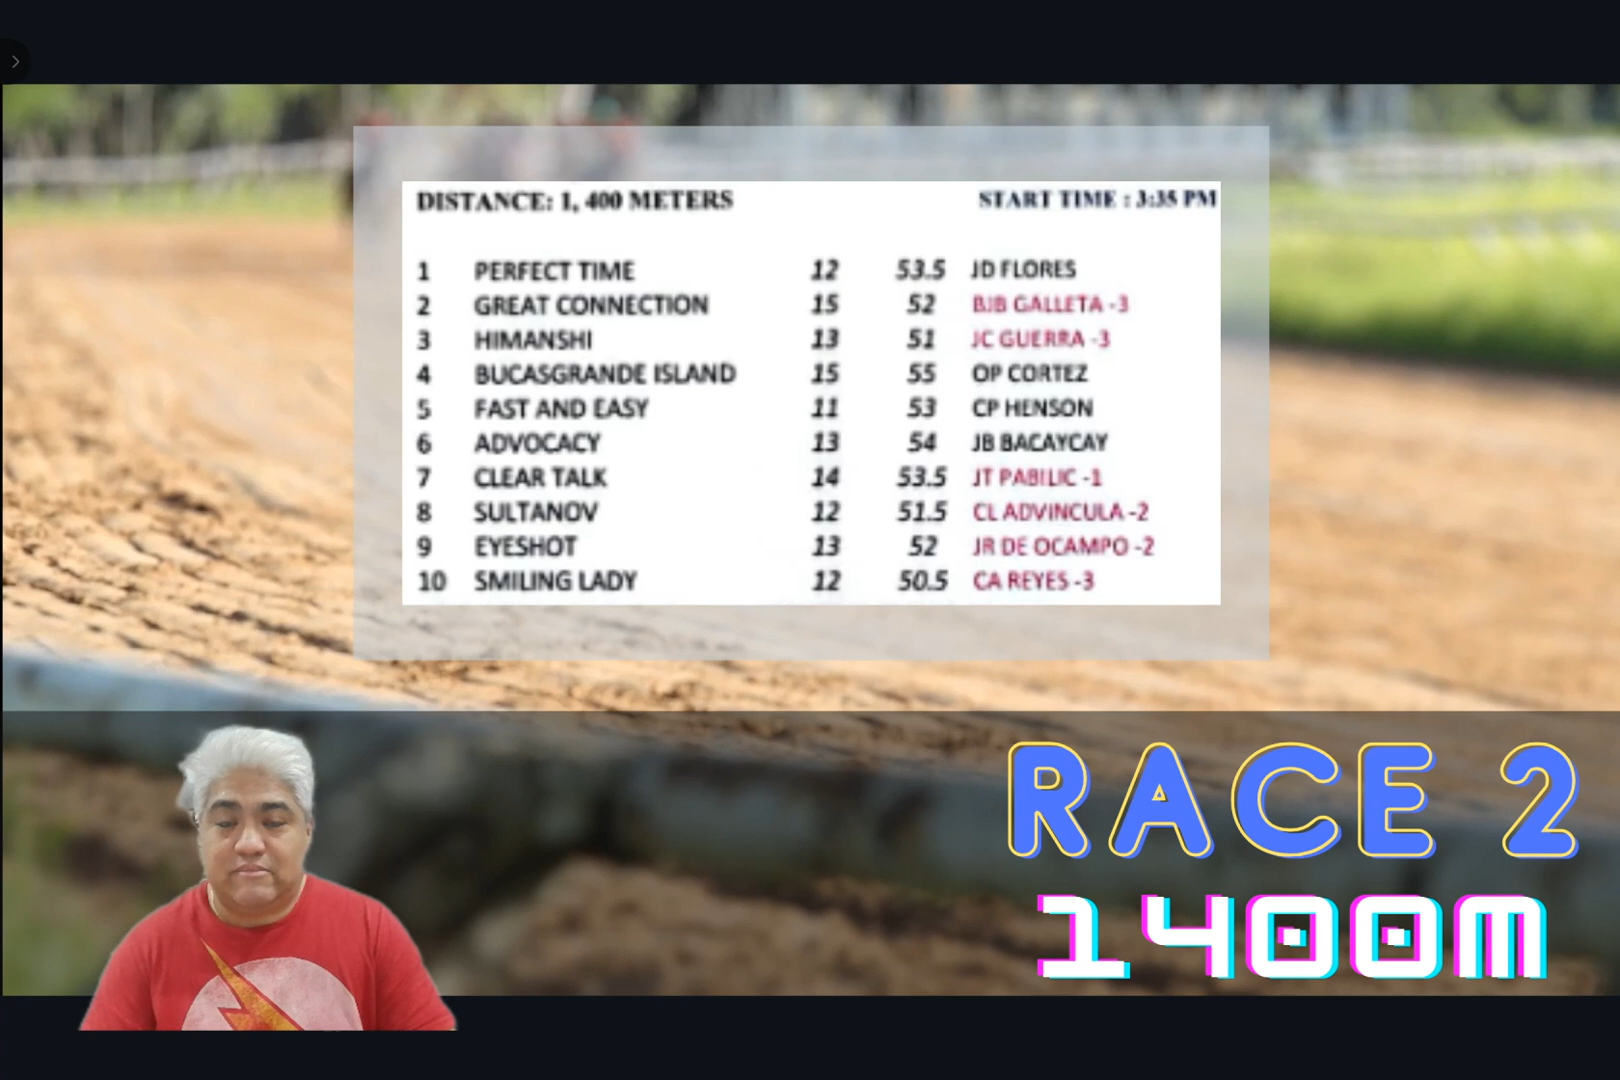 DISTANCE: 1, 400 METERS START TIME : 3:35 PM
1 PERFECT TIME 12 53.5 JD FLORES
2 GREAT CONNECTION 15 52 BJB GALLETA -3
3 HIMANSHI 13 51 JC GUERRA -3
4 BUCASGRANDE ISLAND 15 55 OP CORTEZ
5 FAST AND EASY 11 53 CP HENSON
6 ADVOCACY 13 54 JB BACAYCAY
7 CLEAR TALK 14 53.5 JT PABILIC -1
8 SULTANOV 12 51.5 CL ADVINCULA -2
9 EYESHOT 13 52 JR DE OCAMPO -2
10 SMILING LADY 12 50.5 CA REYES -3
RACE 2
1400M